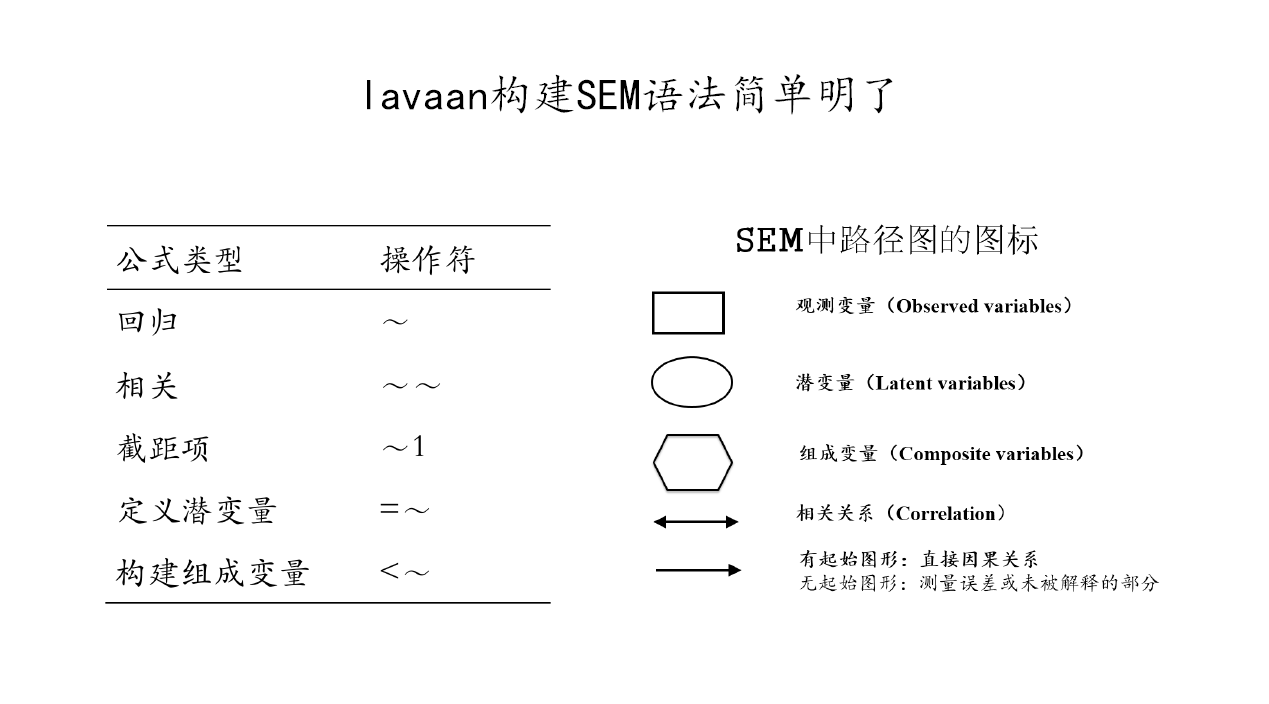 lavaan构建SEM语法简单明了
公式类型 操作符
回归 ～
相关 ～～
截距项 ～1
定义潜变量 =～
构建组成变量 <～
SEM中路径图的图标
观测变量（Observed variables）
潜变量（Latent variables）
组成变量（Composite variables）
相关关系（Correlation）
有起始图形：直接因果关系
无起始图形：测量误差或未被解释的部分